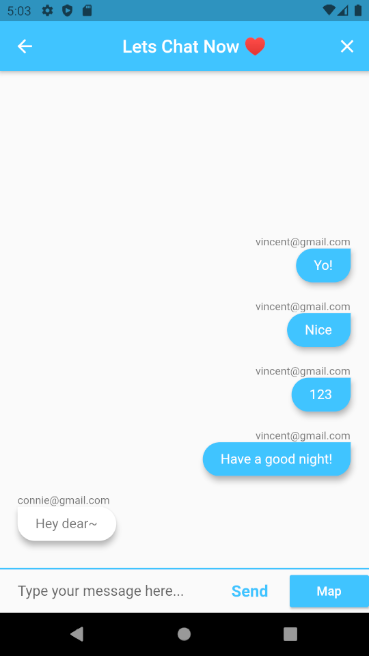 5:03
Lets Chat Now ❤️
vincent@gmail.com
Yo!
vincent@gmail.com
Nice
vincent@gmail.com
123
vincent@gmail.com
Have a good night!
connie@gmail.com
Hey dear~
Type your message here... Send Map